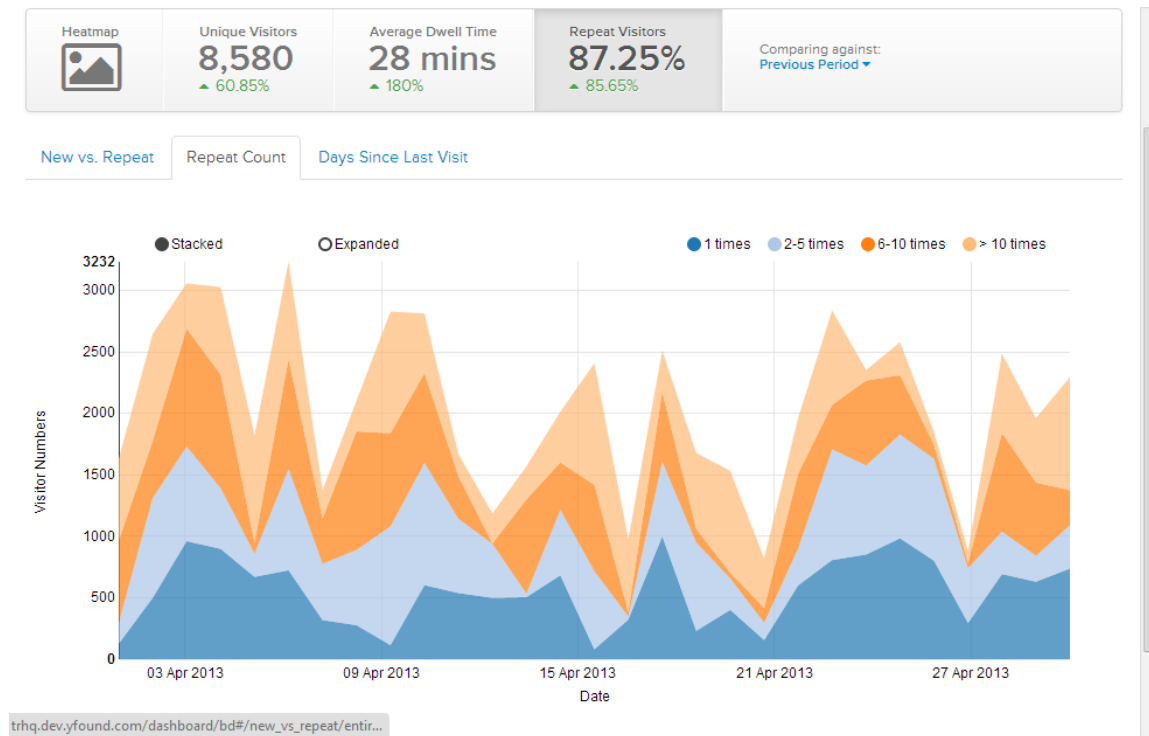 Heatmap
Unique Visitors
8,580
60.85%
Average Dwell Time
28 mins
180%
Repeat Visitors
87.25%
85.65%
Comparing against:
Previous Period
New vs. Repeat
Repeat Count
Days Since Last Visit
Stacked
Expanded
1 times
2-5 times
6-10 times
> 10 times
Visitor Numbers
3232
3000
2500
2000
1500
1000
500
0
03 Apr 2013
09 Apr 2013
15 Apr 2013
21 Apr 2013
27 Apr 2013
Date
trhq.dev.yfound.com/dashboard/bd#/new_vs_repeat/entir...